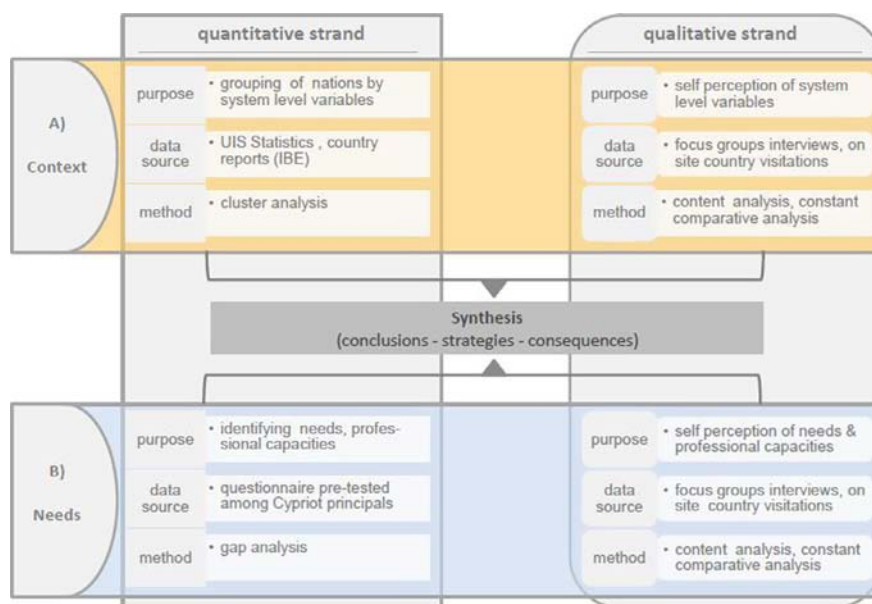 quantitative strand
qualitative strand
A)
Context
purpose
• grouping of nations by
system level variables
data
source
• UIS Statistics , country
reports (IBE)
method
• cluster analysis
purpose
• self perception of system
level variables
data
source
• focus groups interviews, on
site country visitations
method
• content analysis, constant
comparative analysis
Synthesis
(conclusions - strategies - consequences)
B)
Needs
purpose
• identifying needs, profes-
sional capacities
data
source
• questionnaire pre-tested
among Cypriot principals
method
• gap analysis
purpose
• self perception of needs &
professional capacities
data
source
• focus groups interviews, on
site country visitations
method
• content analysis, constant
comparative analysis